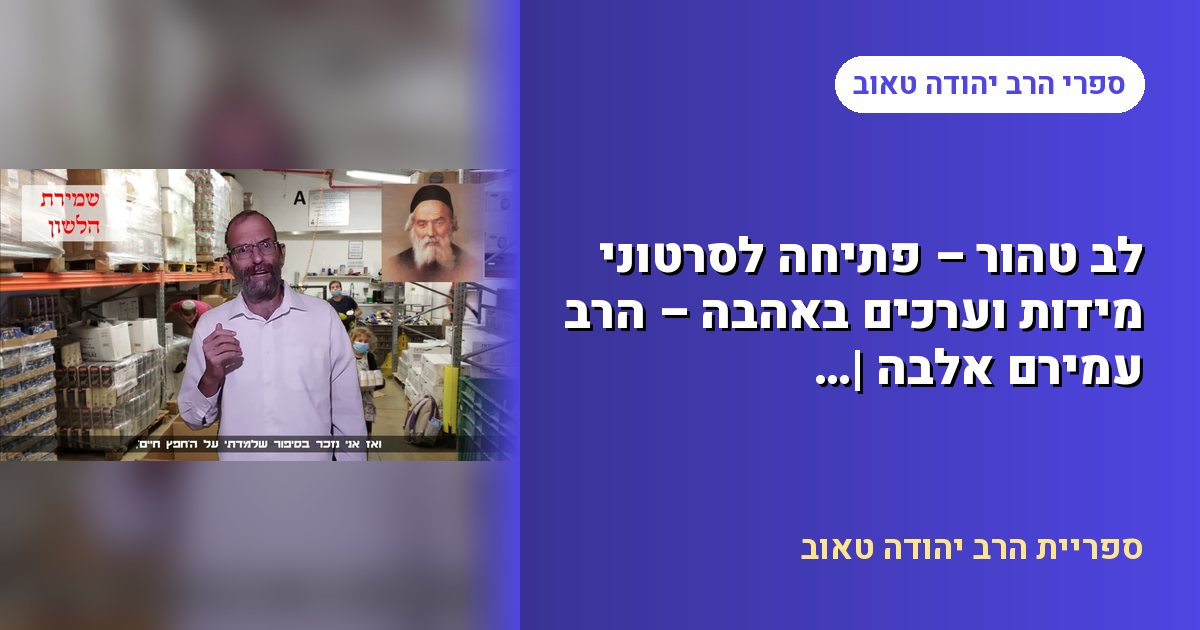 ספרי הרב יהודה טאוב
לב טהור – פתיחה לסרטוני
מידות וערכים באהבה – הרב
עמירם אלבה |...
ספריית הרב יהודה טאוב
שמירת
הלשון
A
ואז אני נזכר בסיפור שלמדתי על ה'חפץ חיים'.